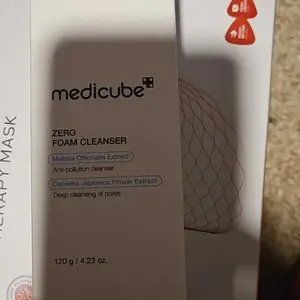 medicube
ZERO
FOAM CLEANSER
Melissa Officinalis Extract
Anti-pollution cleanser
Camellia Japonica Flower Extract
Deep cleansing of pores
120 g / 4.23 oz.
THERAPY MASK